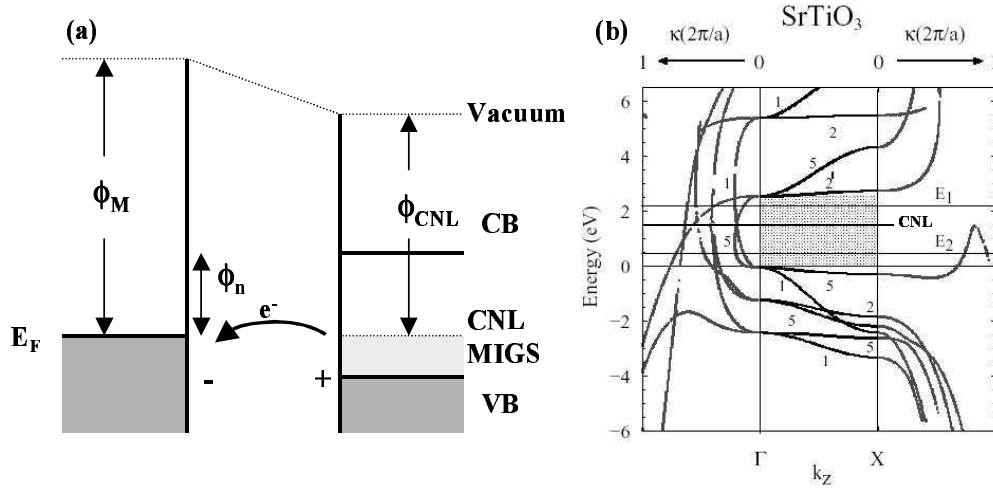 (a)
Vacuum
ϕM
ϕCNL
CB
ϕn
e-
EF
CNL
MIGS
-
+
VB
(b)
SrTiO3
κ(2π/a)
κ(2π/a)
1
0
0
1
6
4
2
0
−2
−4
−6
Energy (eV)
1
2
5
1
2
1
5
E1
CNL
E2
1
5
2
5
5
1
Γ
X
kZ